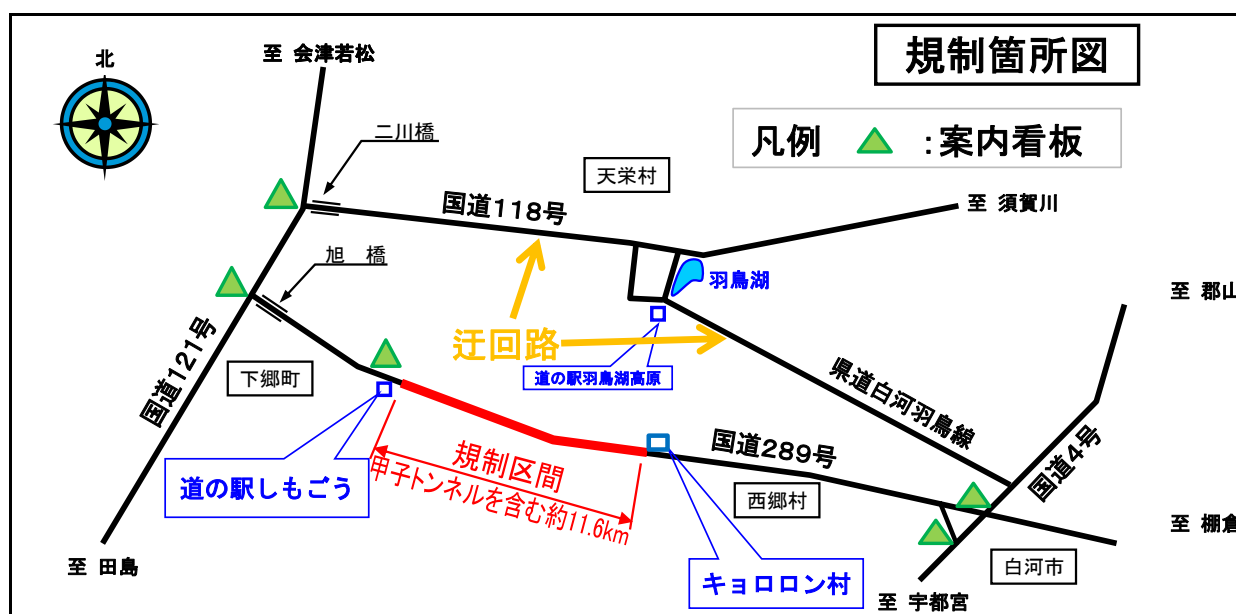 規制箇所図
北
至 会津若松
凡例 :案内看板
二川橋
天栄村
国道118号
至 須賀川
旭 橋
羽鳥湖
至 郡山
迂回路
道の駅羽鳥湖高原
国道121号
下郷町
県道白河羽鳥線
規制区間
甲子トンネルを含む約11.6km
国道289号
国道4号
道の駅しもごう
西郷村
至 棚倉
キョロロン村
白河市
至 田島
至 宇都宮